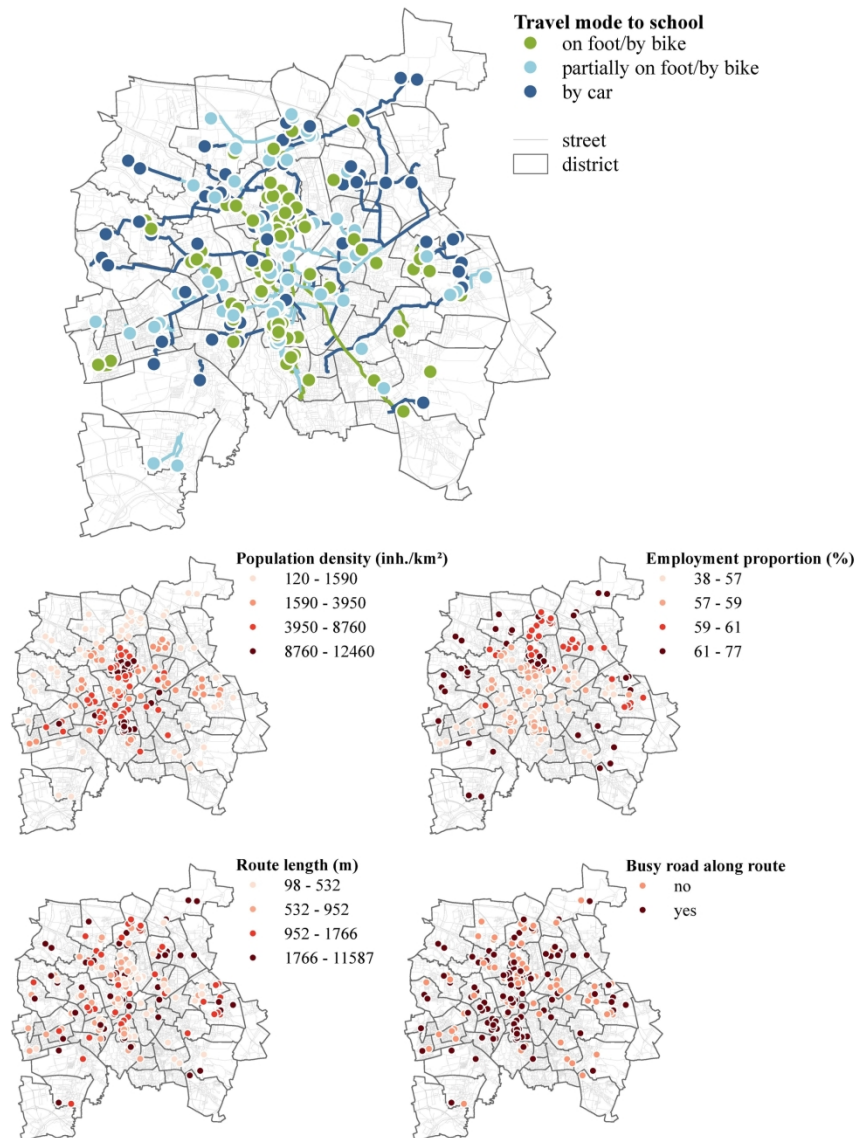 Travel mode to school
on foot/by bike
partially on foot/by bike
by car
street
district
Population density (inh./km²)
120 - 1590
1590 - 3950
3950 - 8760
8760 - 12460
Employment proportion (%)
38 - 57
57 - 59
59 - 61
61 - 77
Route length (m)
98 - 532
532 - 952
952 - 1766
1766 - 11587
Busy road along route
no
yes